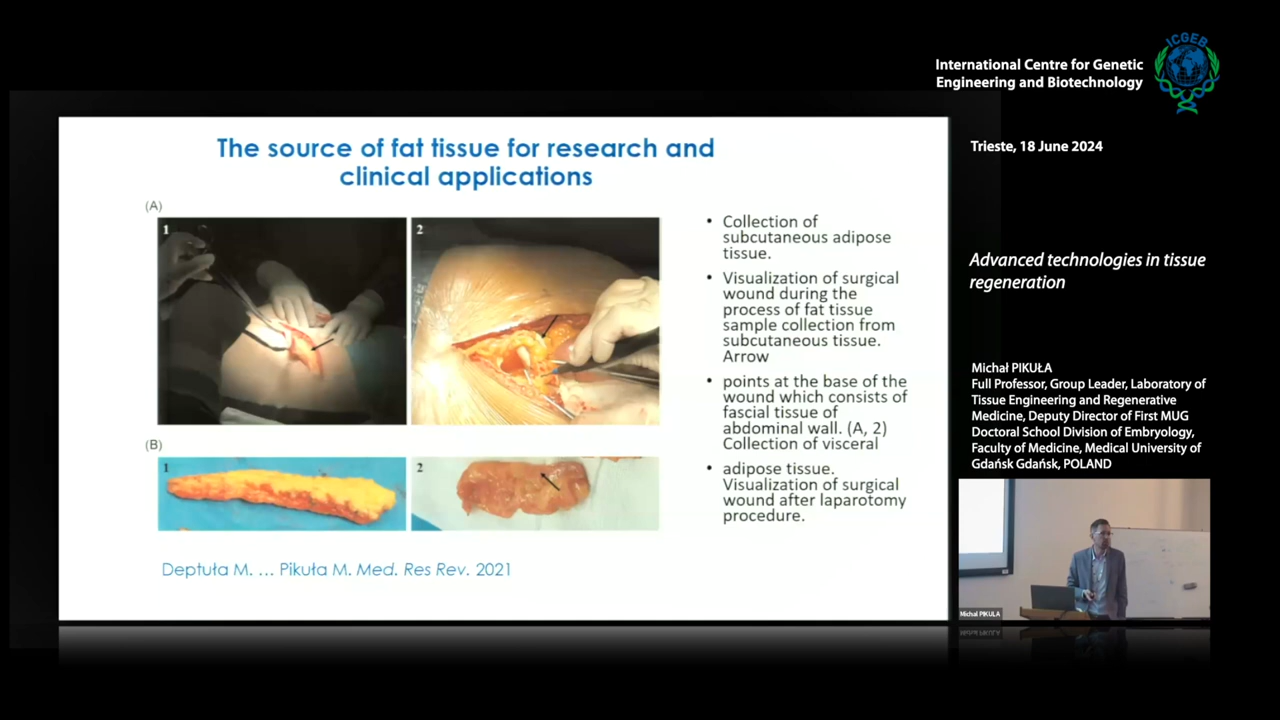 ICGEB
International Centre for Genetic
Engineering and Biotechnology
Trieste, 18 June 2024
The source of fat tissue for research and
clinical applications
(A)
1
2
(B)
1
2
• Collection of
subcutaneous adipose
tissue.
• Visualization of surgical
wound during the
process of fat tissue
sample collection from
subcutaneous tissue.
Arrow
• points at the base of the
wound which consists of
fascial tissue of
abdominal wall. (A, 2)
Collection of visceral
• adipose tissue.
Visualization of surgical
wound after laparotomy
procedure.
Deptuła M. ... Pikuła M. Med. Res Rev. 2021
Advanced technologies in tissue
regeneration
Michał PIKUŁA
Full Professor, Group Leader, Laboratory of
Tissue Engineering and Regenerative
Medicine, Deputy Director of First MUG
Doctoral School Division of Embryology,
Faculty of Medicine, Medical University of
Gdańsk Gdańsk, POLAND
Michal PIKULA